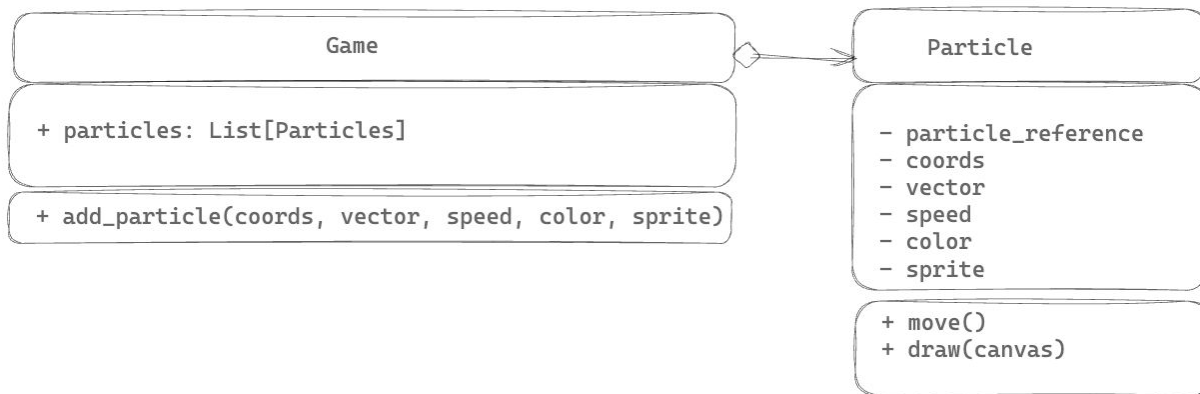 Game
+ particles: List[Particles]
+ add_particle(coords, vector, speed, color, sprite)
Particle
- particle_reference
- coords
- vector
- speed
- color
- sprite
+ move()
+ draw(canvas)